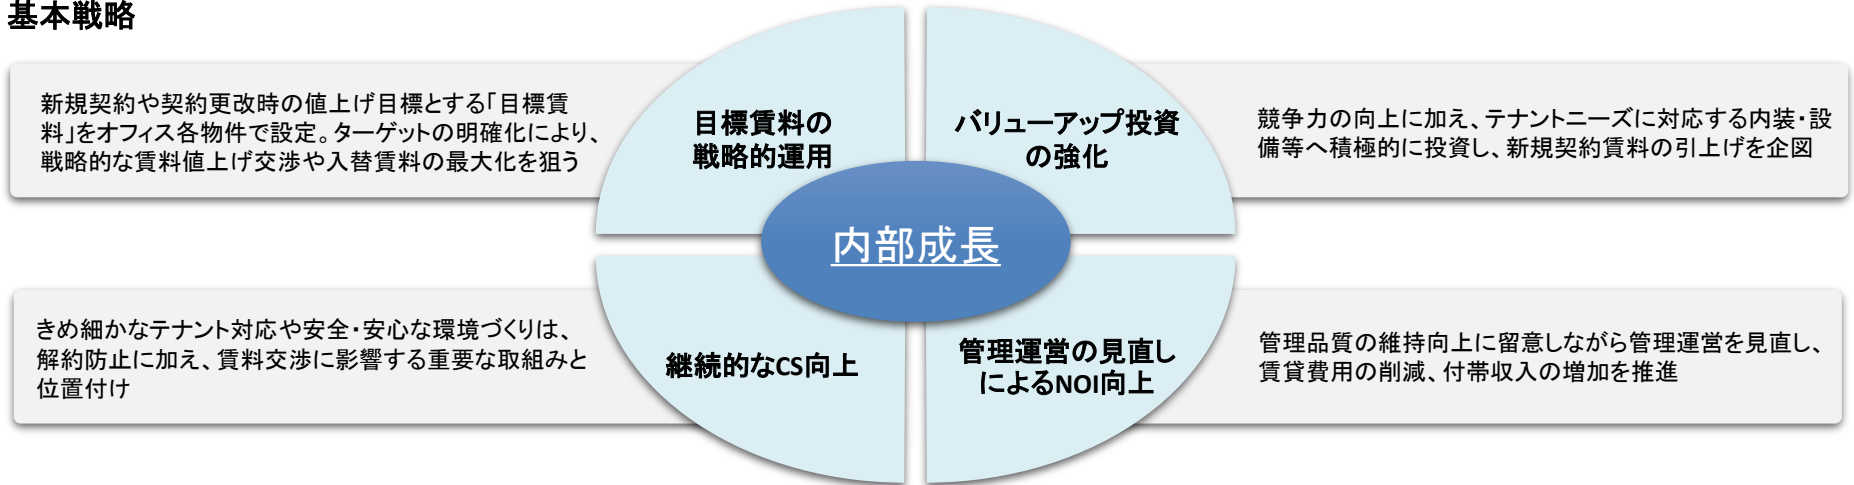 基本戦略
新規契約や契約更改時の値上げ目標とする「目標賃
料」をオフィス各物件で設定。ターゲットの明確化により、
戦略的な賃料値上げ交渉や入替賃料の最大化を狙う
目標賃料の
戦略的運用
バリューアップ投資
の強化
競争力の向上に加え、テナントニーズに対応する内装・設
備等へ積極的に投資し、新規契約賃料の引上げを企図
内部成長
きめ細かなテナント対応や安全・安心な環境づくりは、
解約防止に加え、賃料交渉に影響する重要な取組みと
位置付け
継続的なCS向上
管理運営の見直し
によるNOI向上
管理品質の維持向上に留意しながら管理運営を見直し、
賃貸費用の削減、付帯収入の増加を推進